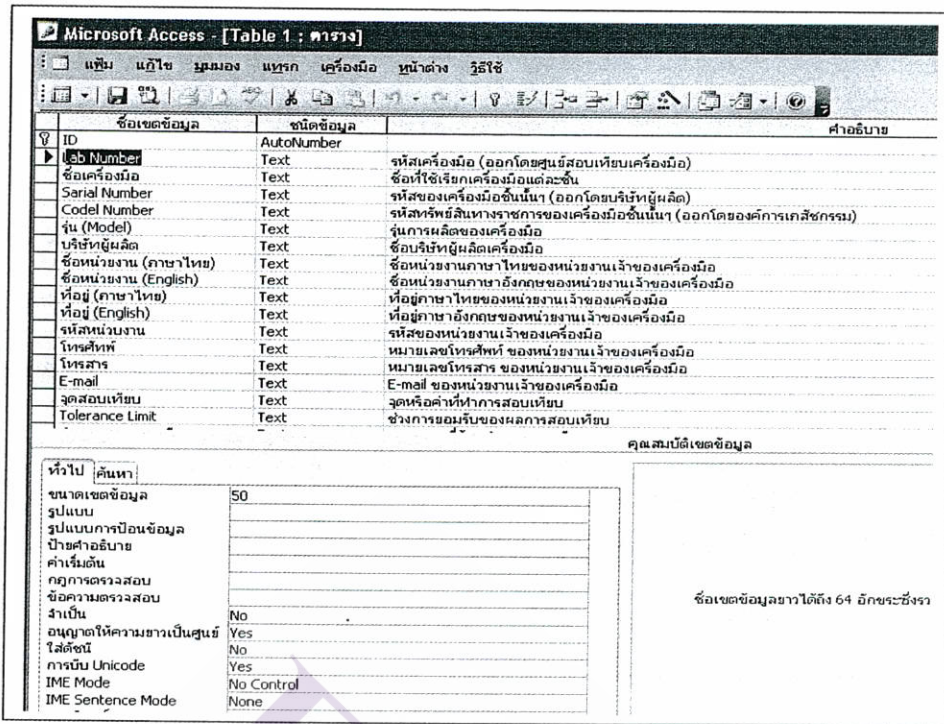 Microsoft Access - [Table 1 : ตาราง]
แฟ้ม แก้ไข มุมมอง แทรก เครื่องมือ หน้าต่าง วิธีใช้
ชื่อเขตข้อมูล ชนิดข้อมูล คำอธิบาย
ID AutoNumber
Lab Number Text รหัสเครื่องมือ (ออกโดยศูนย์สอบเทียบเครื่องมือ)
ชื่อเครื่องมือ Text ชื่อที่ใช้เรียกเครื่องมือแต่ละชิ้น
Sarial Number Text รหัสของเครื่องมือชิ้นนั้นๆ (ออกโดยบริษัทผู้ผลิต)
Codel Number Text รหัสทรัพย์สินทางราชการของเครื่องมือชิ้นนั้นๆ (ออกโดยองค์การเภสัชกรรม)
รุ่น (Model) Text รุ่นการผลิตของเครื่องมือ
บริษัทผู้ผลิต Text ชื่อบริษัทผู้ผลิตเครื่องมือ
ชื่อหน่วยงาน (ภาษาไทย) Text ชื่อหน่วยงานภาษาไทยของหน่วยงานเจ้าของเครื่องมือ
ชื่อหน่วยงาน (English) Text ชื่อหน่วยงานภาษาอังกฤษของหน่วยงานเจ้าของเครื่องมือ
ที่อยู่ (ภาษาไทย) Text ที่อยู่ภาษาไทยของหน่วยงานเจ้าของเครื่องมือ
ที่อยู่ (English) Text ที่อยู่ภาษาอังกฤษของหน่วยงานเจ้าของเครื่องมือ
รหัสหน่วบงาน Text รหัสของหน่วยงานเจ้าของเครื่องมือ
โทรศัทพ์ Text หมายเลขโทรศัพท์ ของหน่วยงานเจ้าของเครื่องมือ
โทรสาร Text หมายเลขโทรสาร ของหน่วยงานเจ้าของเครื่องมือ
E-mail Text E-mail ของหน่วยงานเจ้าของเครื่องมือ
จุดสอบเทียบ Text จุดหรือค่าที่ทำการสอบเทียบ
Tolerance Limit Text ช่วงการยอมรับของผลการสอบเทียบ
คุณสมบัติเขตข้อมูล
ทั่วไป ค้นหา
ขนาดเขตข้อมูล 50
รูปแบบ
รูปแบบการป้อนข้อมูล
ป้ายคำอธิบาย
ค่าเริ่มต้น
กฎการตรวจสอบ
ข้อความตรวจสอบ
จำเป็น No
อนุญาตให้ความยาวเป็นศูนย์ Yes
ใส่ดัชนี No
การบีบ Unicode Yes
IME Mode No Control
IME Sentence Mode None
ชื่อเขตข้อมูลยาวได้ถึง 64 อักขระซึ่งรว